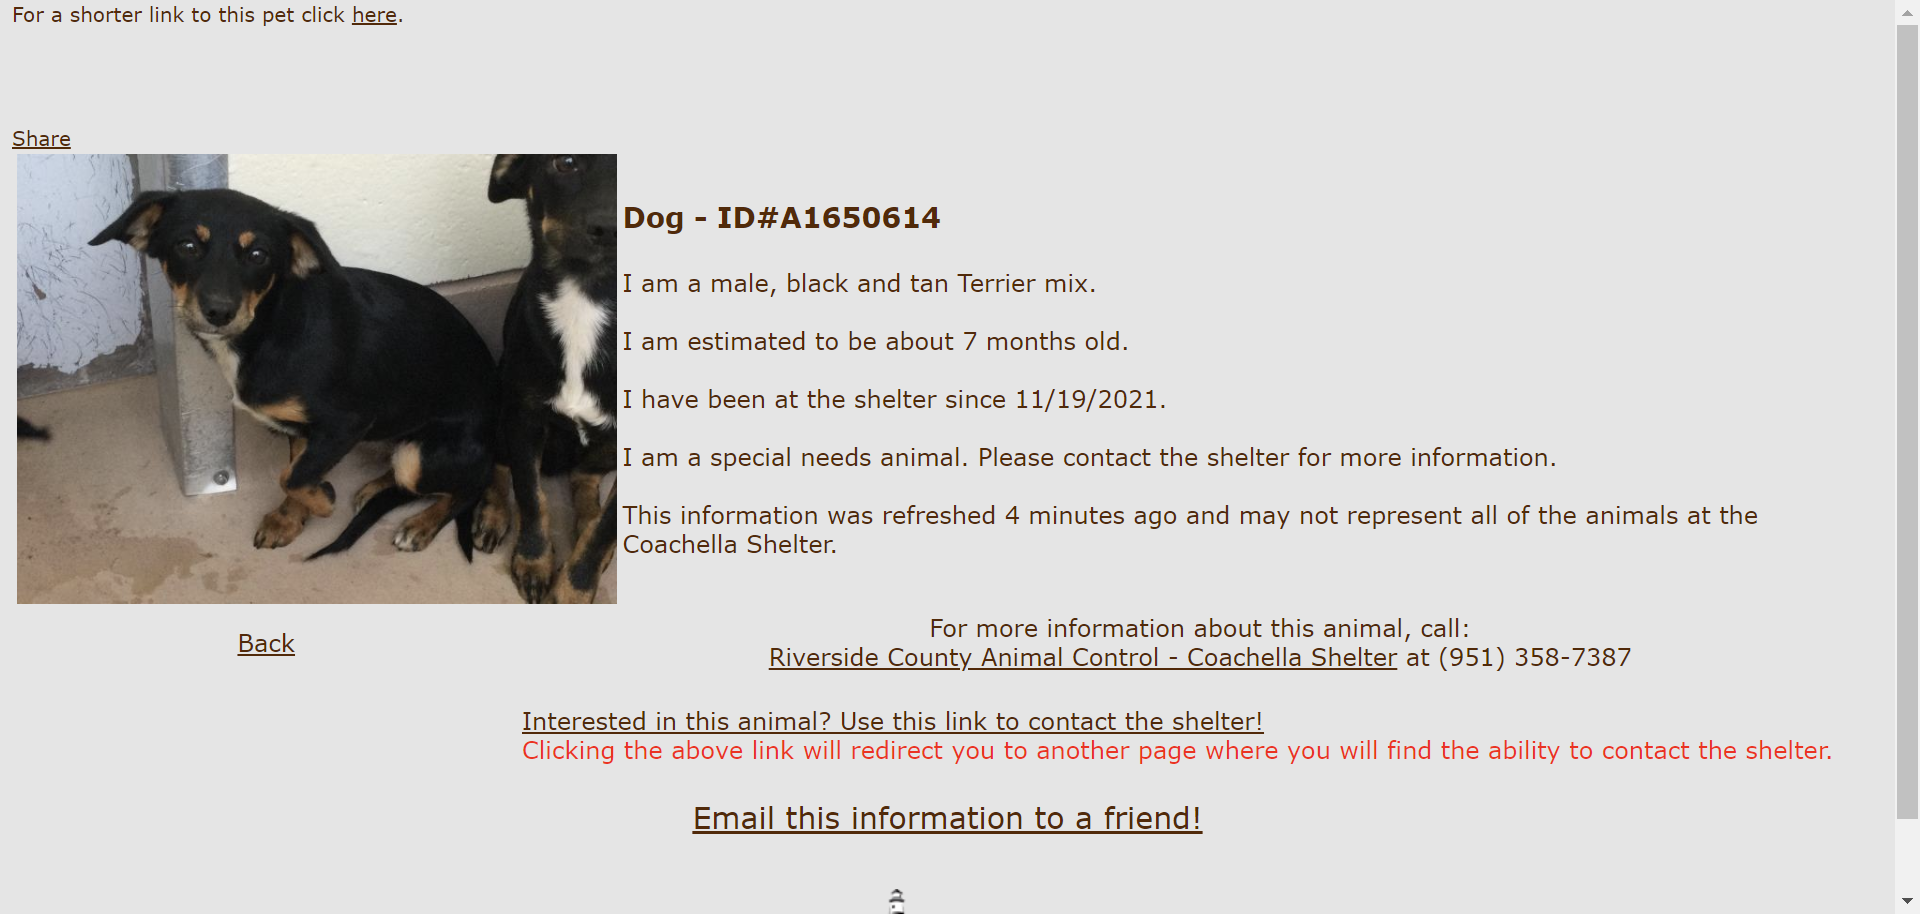 For a shorter link to this pet click here.
Share
Dog - ID#A1650614
I am a male, black and tan Terrier mix.
I am estimated to be about 7 months old.
I have been at the shelter since 11/19/2021.
I am a special needs animal. Please contact the shelter for more information.
This information was refreshed 4 minutes ago and may not represent all of the animals at the
Coachella Shelter.
Back
For more information about this animal, call:
Riverside County Animal Control - Coachella Shelter at (951) 358-7387
Interested in this animal? Use this link to contact the shelter!
Clicking the above link will redirect you to another page where you will find the ability to contact the shelter.
Email this information to a friend!